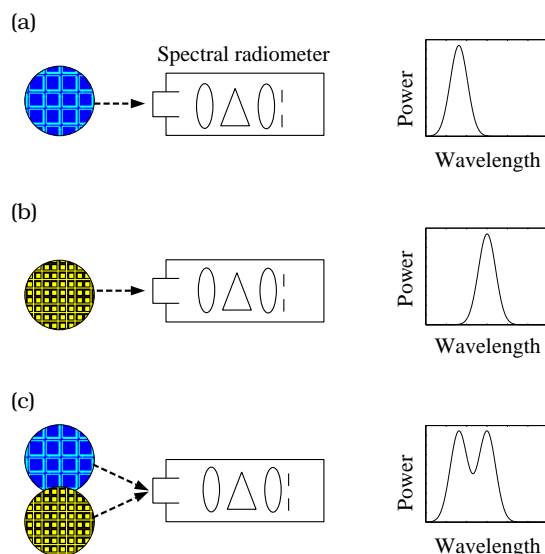 (a)
Spectral radiometer
Power
Wavelength
(b)
Power
Wavelength
(c)
Power
Wavelength